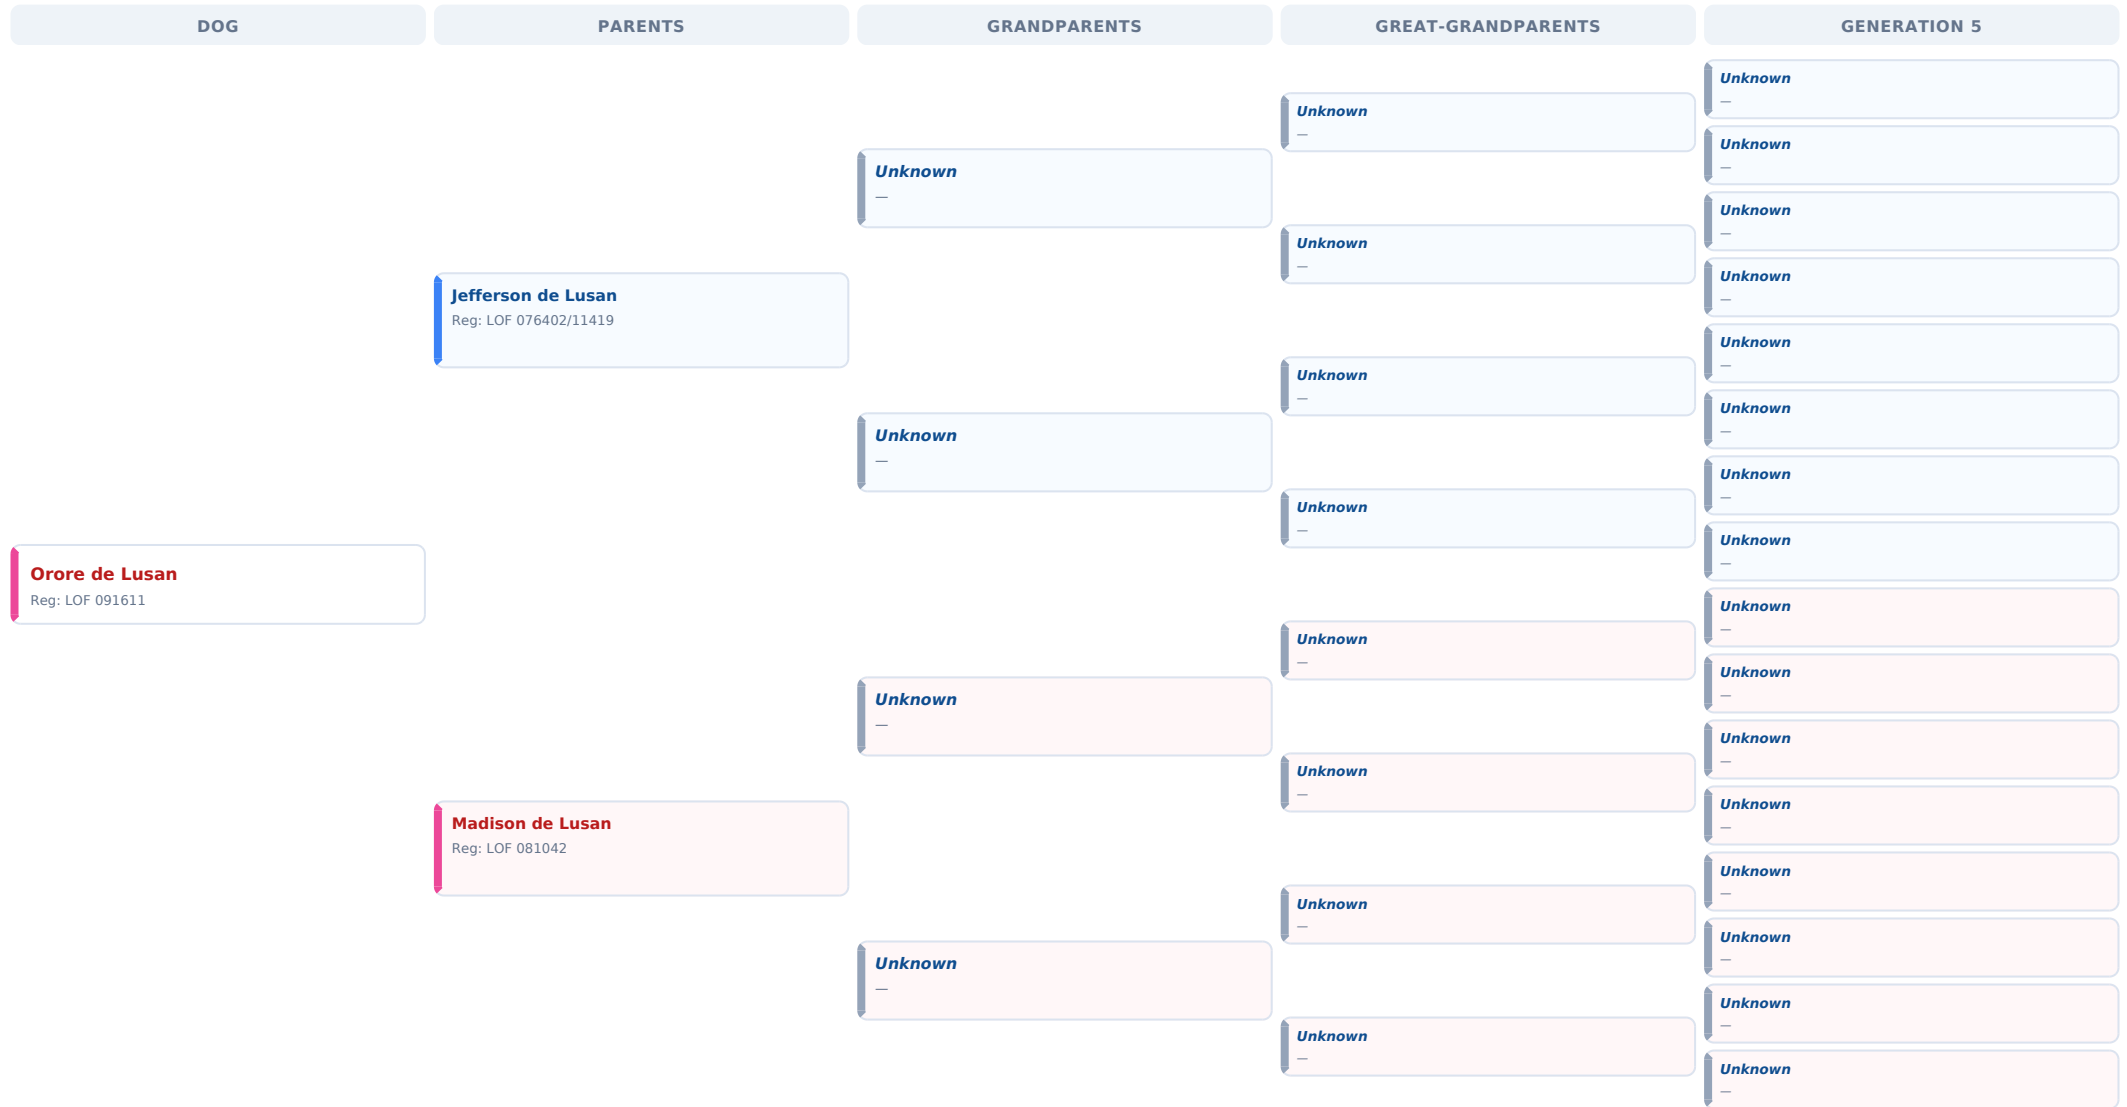 DOG
PARENTS
GRANDPARENTS
GREAT-GRANDPARENTS
GENERATION 5
Orore de Lusan
Reg: LOF 091611
Jefferson de Lusan
Reg: LOF 076402/11419
Madison de Lusan
Reg: LOF 081042
Unknown
—
Unknown
—
Unknown
—
Unknown
—
Unknown
—
Unknown
—
Unknown
—
Unknown
—
Unknown
—
Unknown
—
Unknown
—
Unknown
—
Unknown
—
Unknown
—
Unknown
—
Unknown
—
Unknown
—
Unknown
—
Unknown
—
Unknown
—
Unknown
—
Unknown
—
Unknown
—
Unknown
—
Unknown
—
Unknown
—
Unknown
—
Unknown
—